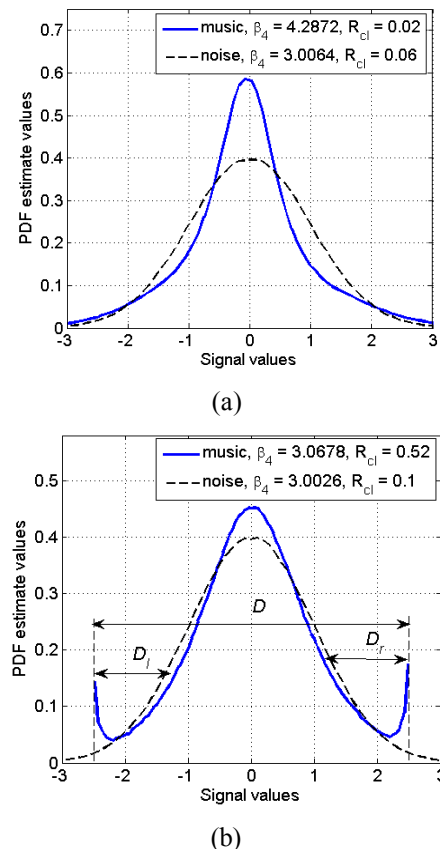 music, β4 = 4.2872, Rcl = 0.02
noise, β4 = 3.0064, Rcl = 0.06
PDF estimate values
0.7
0.6
0.5
0.4
0.3
0.2
0.1
0
-3 -2 -1 0 1 2 3
Signal values
(a)
music, β4 = 3.0678, Rcl = 0.52
noise, β4 = 3.0026, Rcl = 0.1
PDF estimate values
0.5
0.4
0.3
0.2
0.1
0
D
Dl
Dr
-3 -2 -1 0 1 2 3
Signal values
(b)